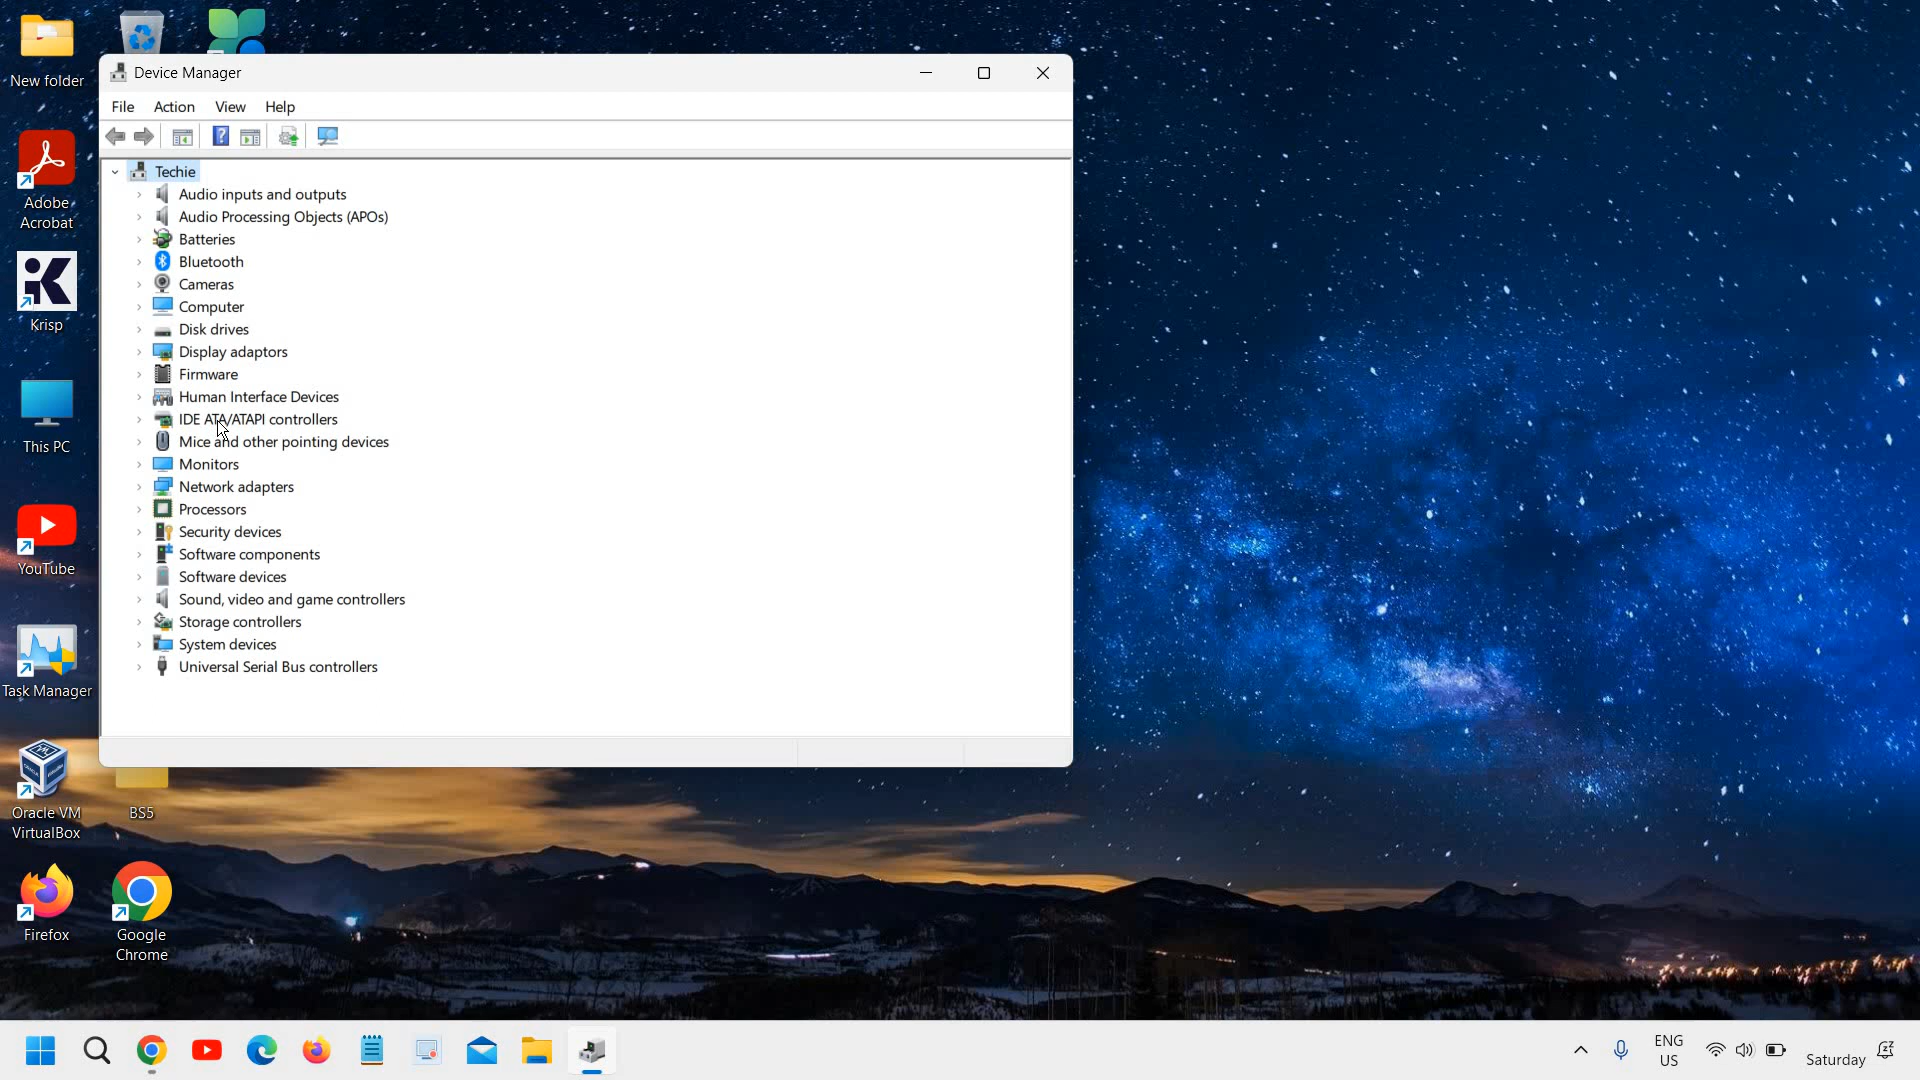 New folder
Device Manager
File Action View Help
Techie
Audio inputs and outputs
Audio Processing Objects (APOs)
Batteries
Bluetooth
Cameras
Computer
Disk drives
Display adaptors
Firmware
Human Interface Devices
IDE ATA/ATAPI controllers
Mice and other pointing devices
Monitors
Network adapters
Processors
Security devices
Software components
Software devices
Sound, video and game controllers
Storage controllers
System devices
Universal Serial Bus controllers
Adobe
Acrobat
Krisp
This PC
YouTube
Task Manager
Oracle VM
VirtualBox
BS5
Firefox
Google
Chrome
ENG
US
Saturday